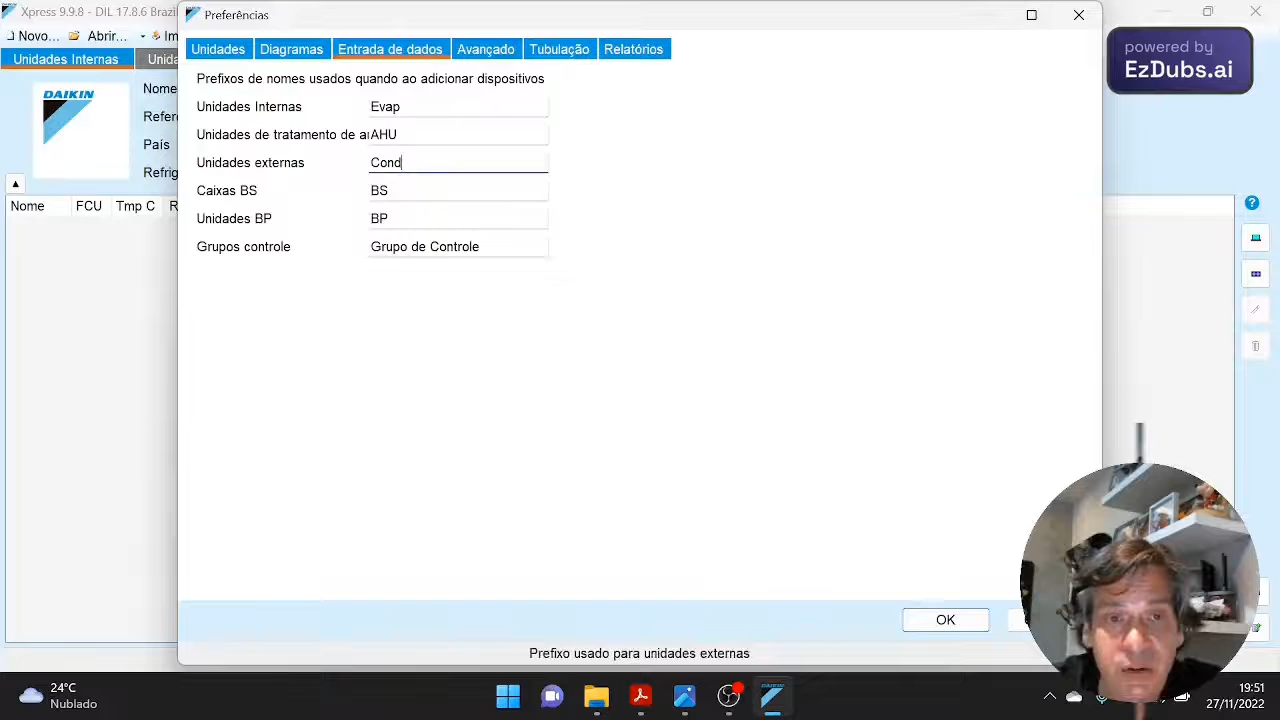 Xpress 9.9.8 - DIL 17.8.6 Brazi
Preferências
powered by
EzDubs.ai
Novo...
Abrir...
Im
Unidades Internas
Unida
Unidades
Diagramas
Entrada de dados
Avançado
Tubulação
Relatórios
Prefixos de nomes usados quando ao adicionar dispositivos
DAIKIN
Nome
Refere
País
Refrig
Unidades Internas
Evap
Unidades de tratamento de ar
AHU
Unidades externas
Cond
Caixas BS
BS
Unidades BP
BP
Grupos controle
Grupo de Controle
Nome
FCU
Tmp C
R
OK
Prefixo usado para unidades externas
24°C
Nublado
DAIKIN
19:51
27/11/2022